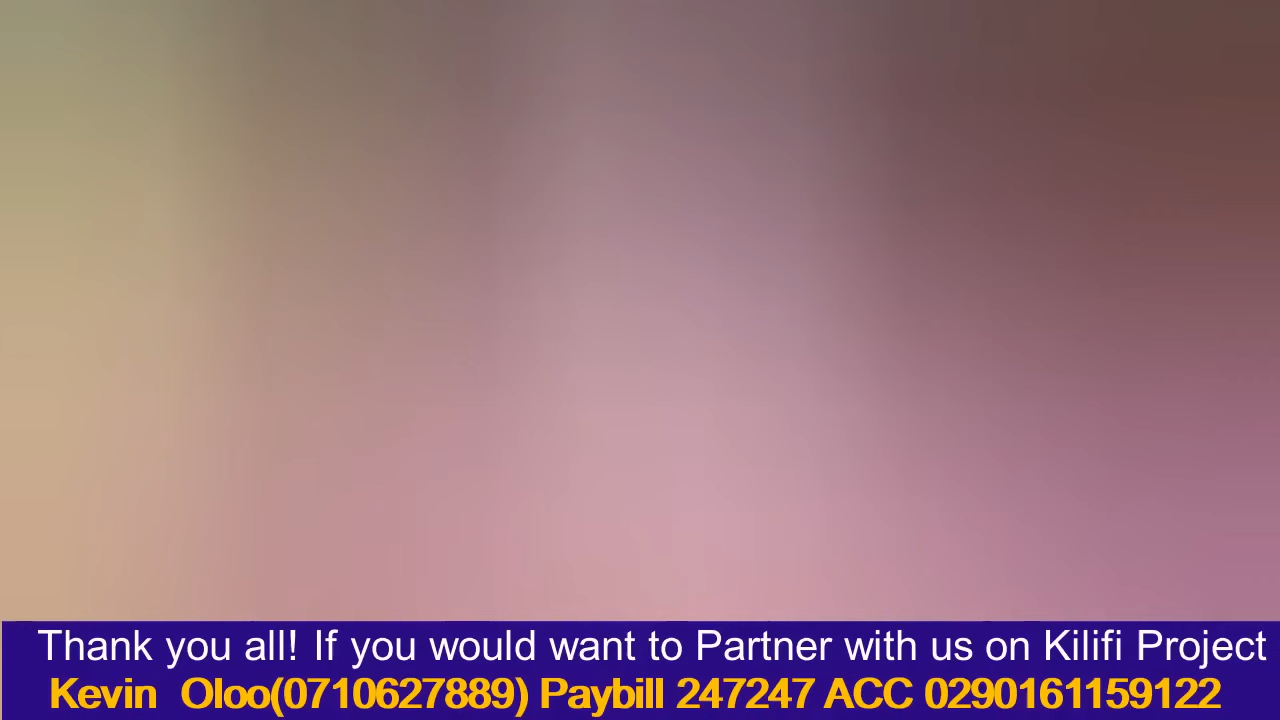 Thank you all! If you would want to Partner with us on Kilifi Project
Kevin Oloo(0710627889) Paybill 247247 ACC 0290161159122